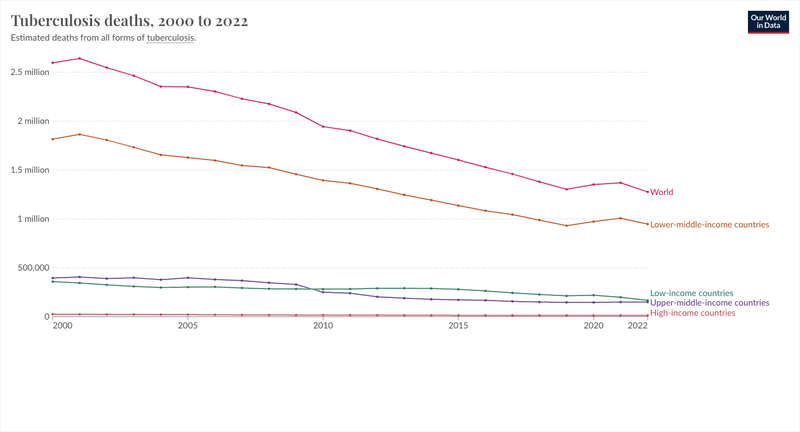 Tuberculosis deaths, 2000 to 2022
Our World
in Data
Estimated deaths from all forms of tuberculosis.
2.5 million
2 million
1.5 million
1 million
500,000
0
World
Lower-middle-income countries
Low-income countries
Upper-middle-income countries
High-income countries
2000
2005
2010
2015
2020
2022